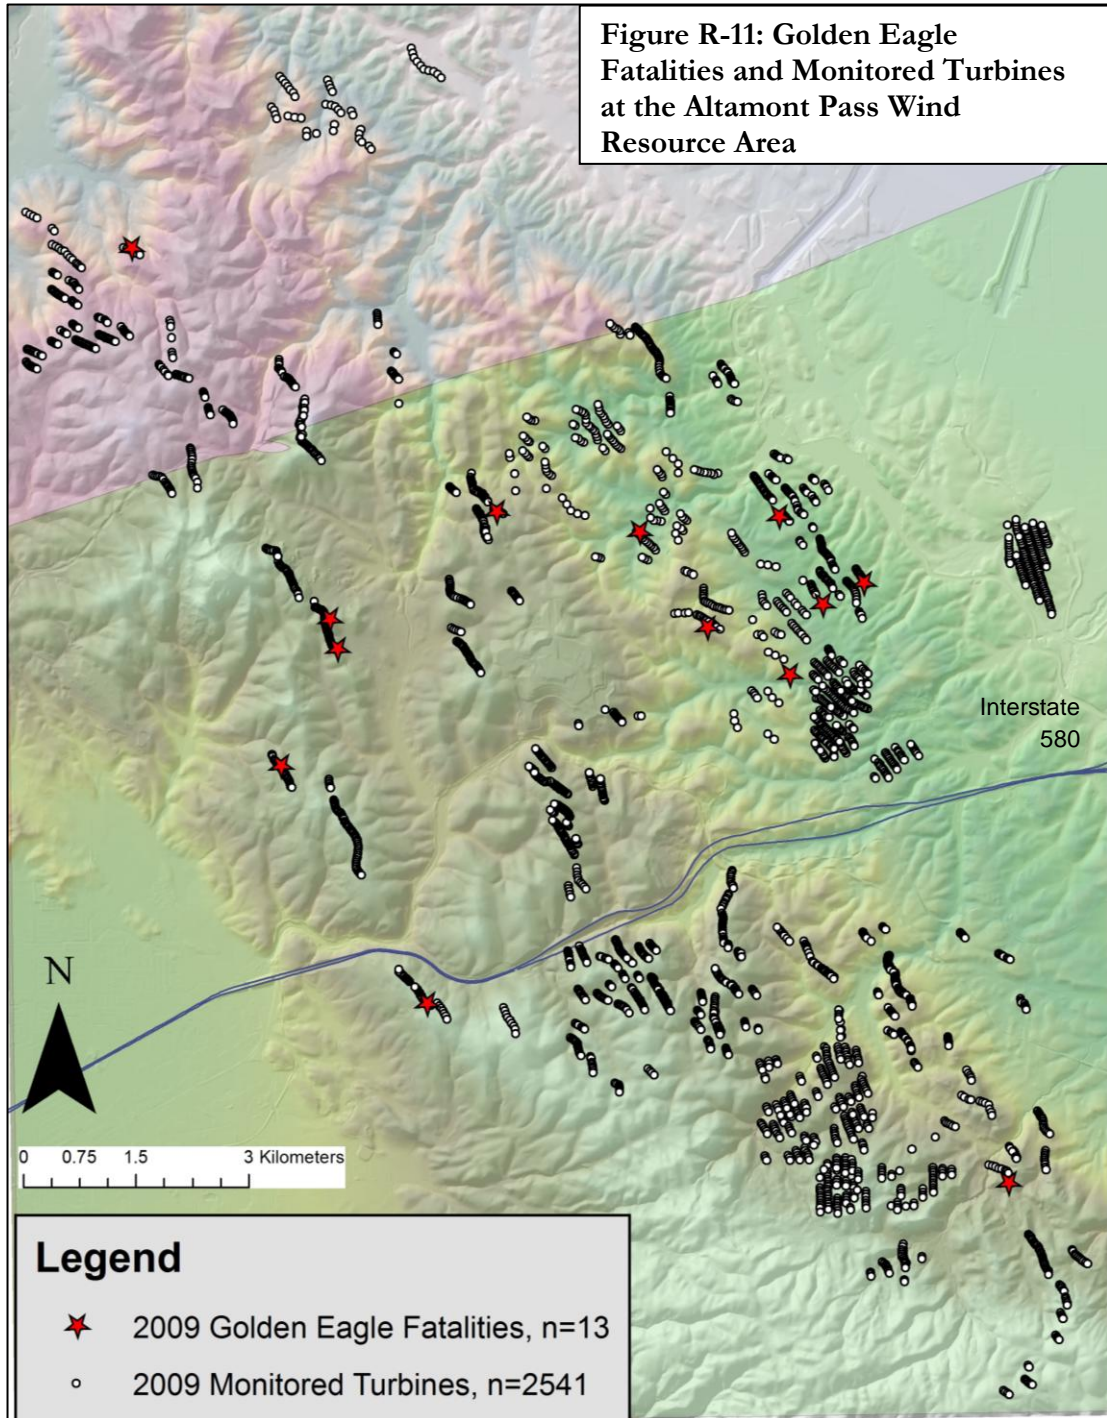 Figure R-11: Golden Eagle
Fatalities and Monitored Turbines
at the Altamont Pass Wind
Resource Area
Interstate
580
N
0 0.75 1.5 3 Kilometers
Legend
2009 Golden Eagle Fatalities, n=13
2009 Monitored Turbines, n=2541